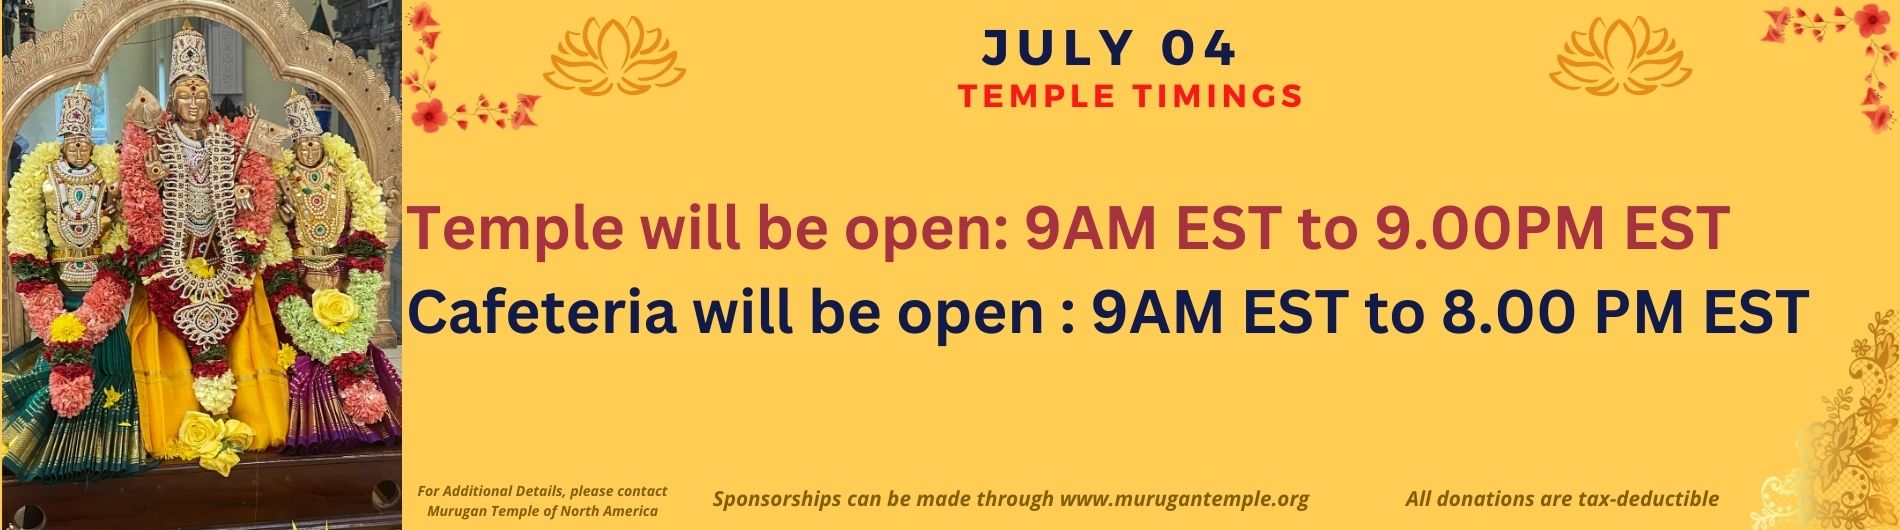 JULY 04
TEMPLE TIMINGS
Temple will be open: 9AM EST to 9.00PM EST
Cafeteria will be open : 9AM EST to 8.00 PM EST
For Additional Details, please contact
Murugan Temple of North America
Sponsorships can be made through www.murugantemple.org
All donations are tax-deductible